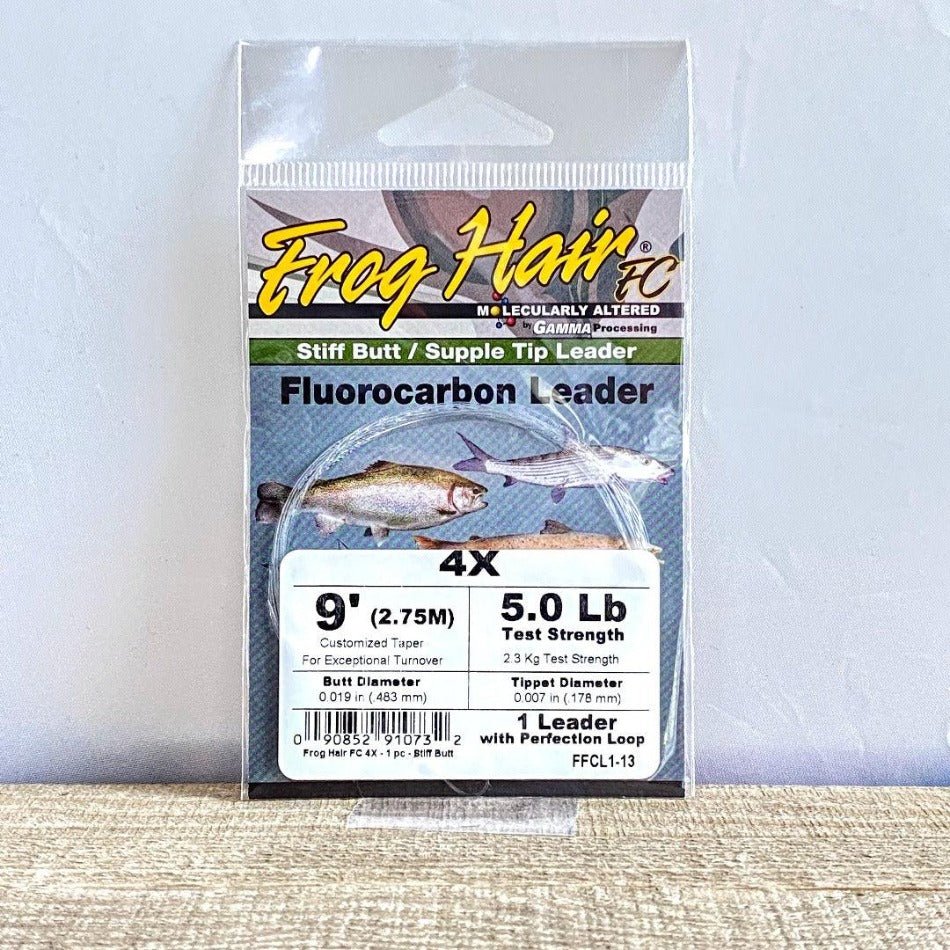 Frog Hair® FC
MOLECULARLY ALTERED
by GAMMA Processing
Stiff Butt / Supple Tip Leader
Fluorocarbon Leader
4X
9' (2.75M)
Customized Taper
For Exceptional Turnover
5.0 Lb
Test Strength
2.3 Kg Test Strength
Butt Diameter
0.019 in (.483 mm)
Tippet Diameter
0.007 in (.178 mm)
0 90852 91073 2
Frog Hair FC 4X - 1 pc - Stiff Butt
1 Leader
with Perfection Loop
FFCL1-13